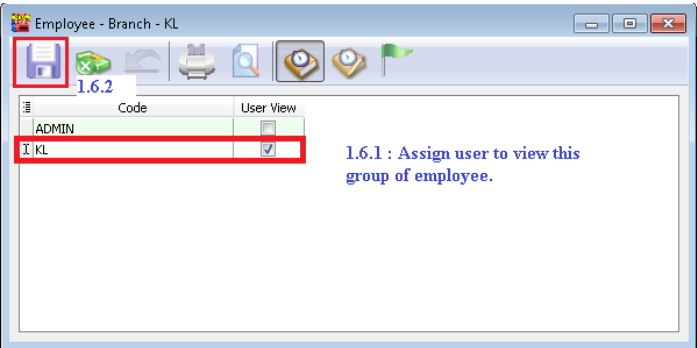 Employee - Branch - KL
1.6.2
Code User View
ADMIN
KL
1.6.1 : Assign user to view this
group of employee.